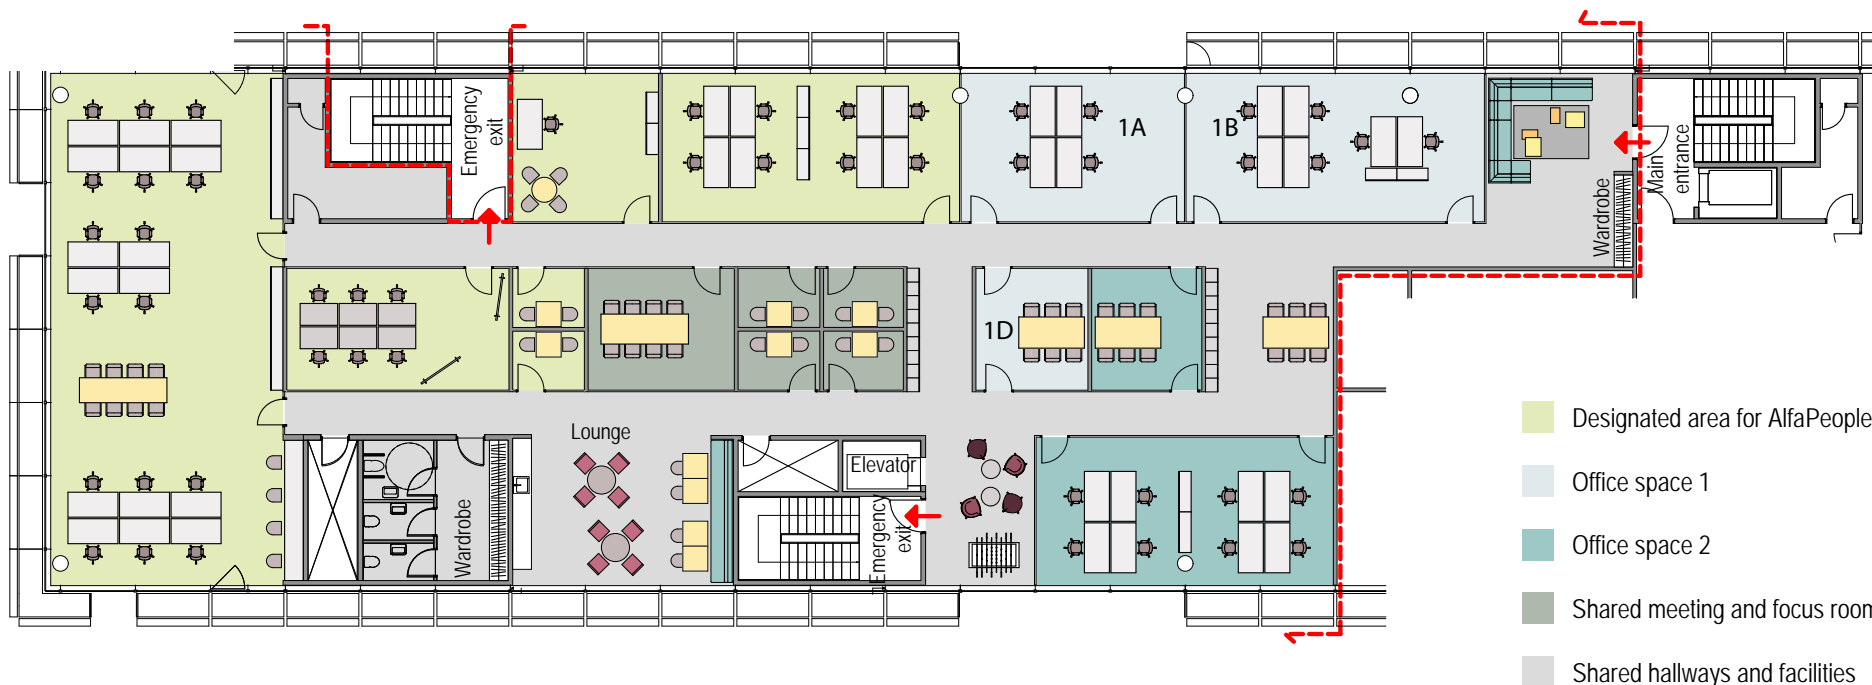 Emergency
exit
1A
1B
Main
entrance
Wardrobe
1D
Lounge
Elevator
Emergency
exit
Wardrobe
Designated area for AlfaPeople
Office space 1
Office space 2
Shared meeting and focus room
Shared hallways and facilities